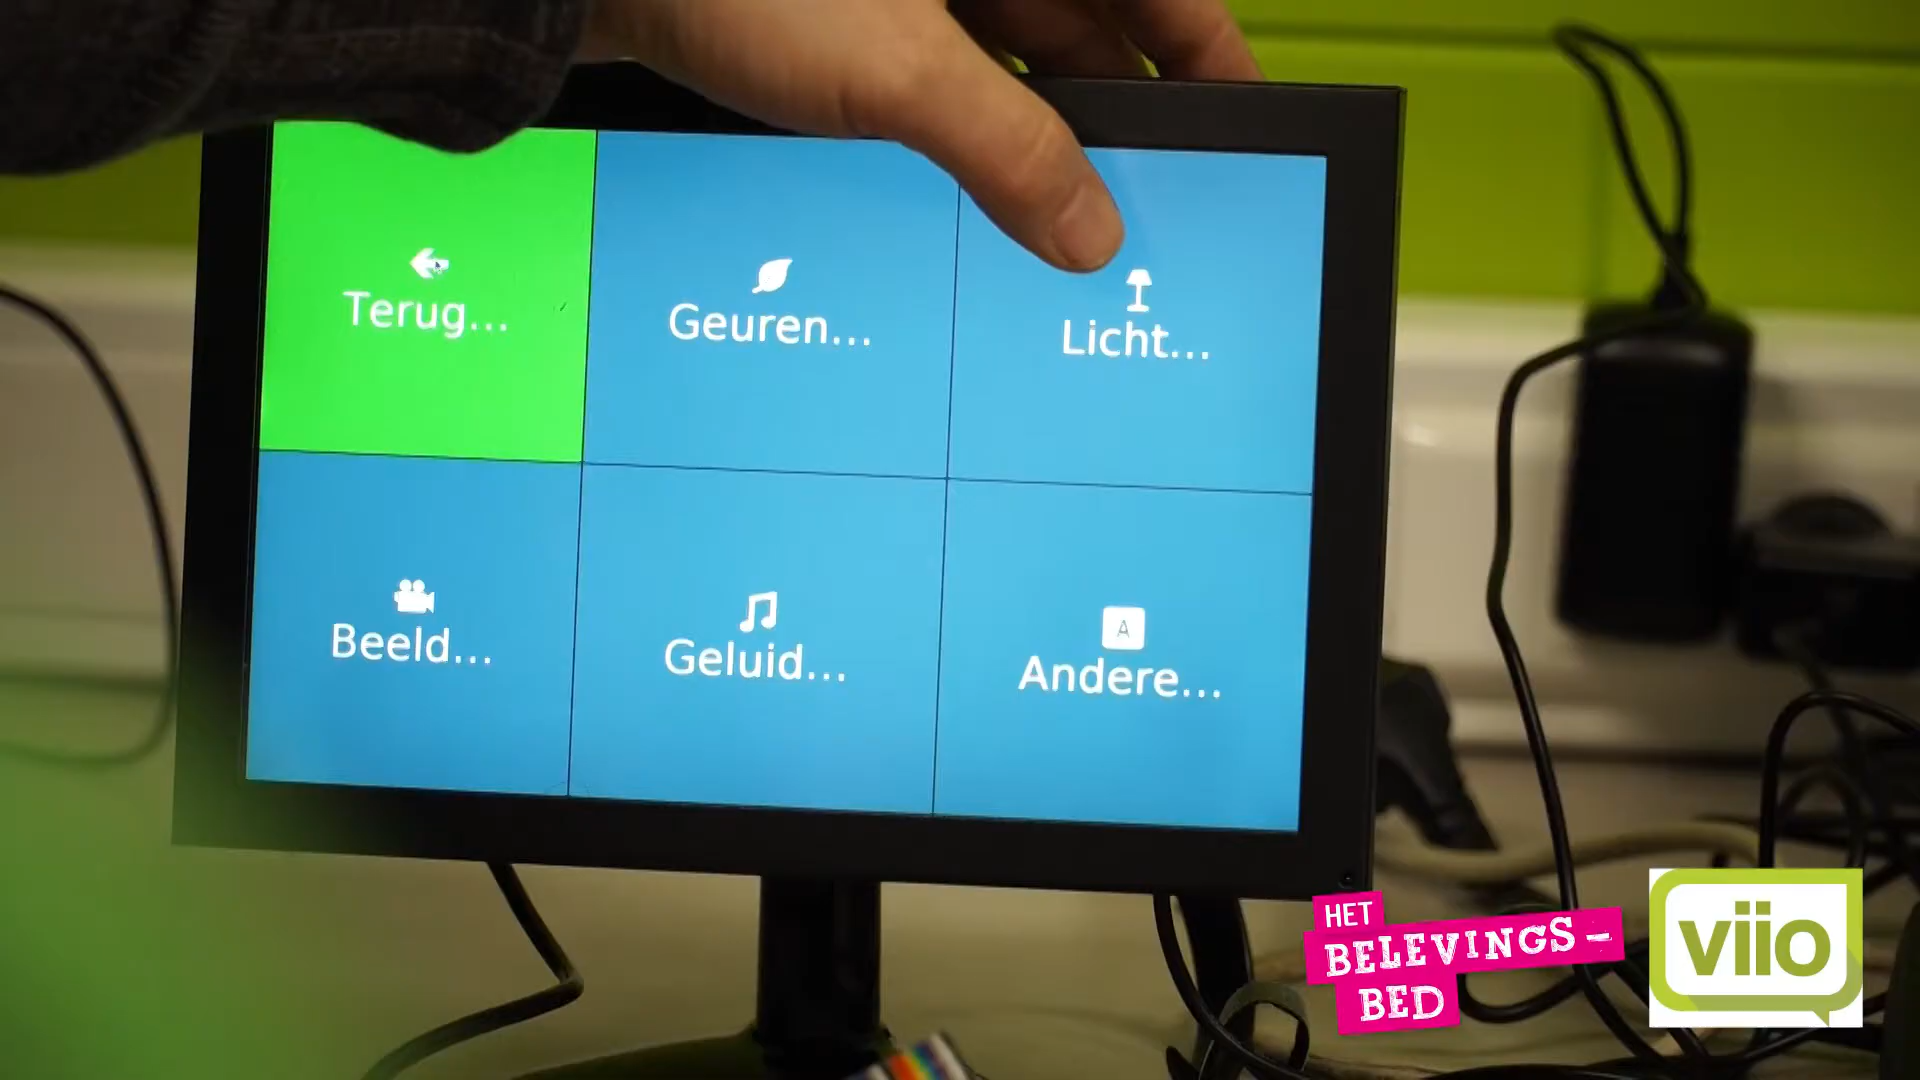 Terug...
Geuren...
Licht...
Beeld...
Geluid...
A
Andere...
HET
BELEVINGS-
BED
viio